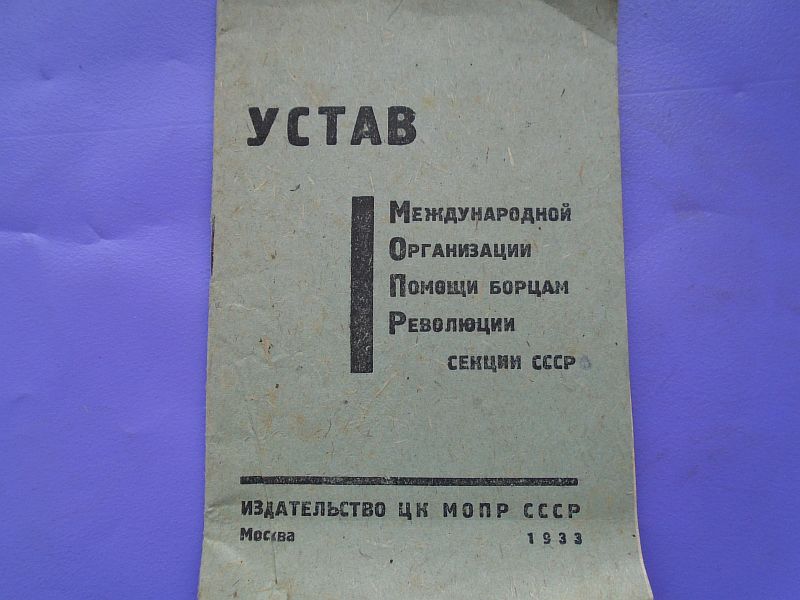 УСТАВ
Международной
Организации
Помощи борцам
Революции
секции СССР
ИЗДАТЕЛЬСТВО ЦК МОПР СССР
Москва 1933